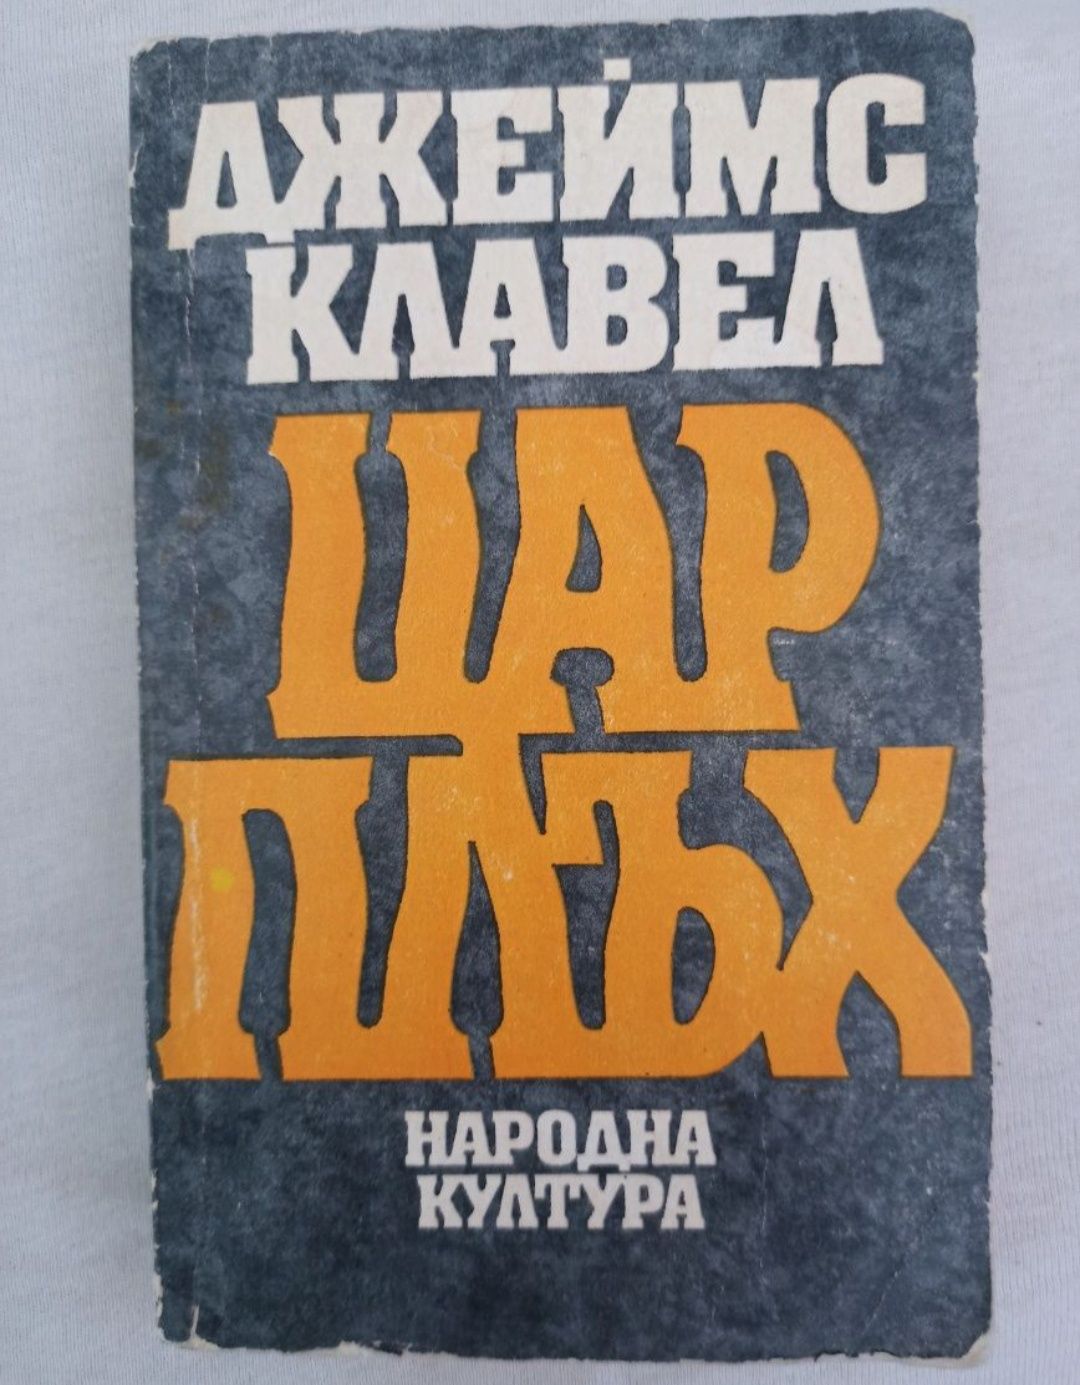 ДЖЕЙМС
КЛАВЕЛ
ЦАР
ПЛЪХ
НАРОДНА
КУЛТУРА